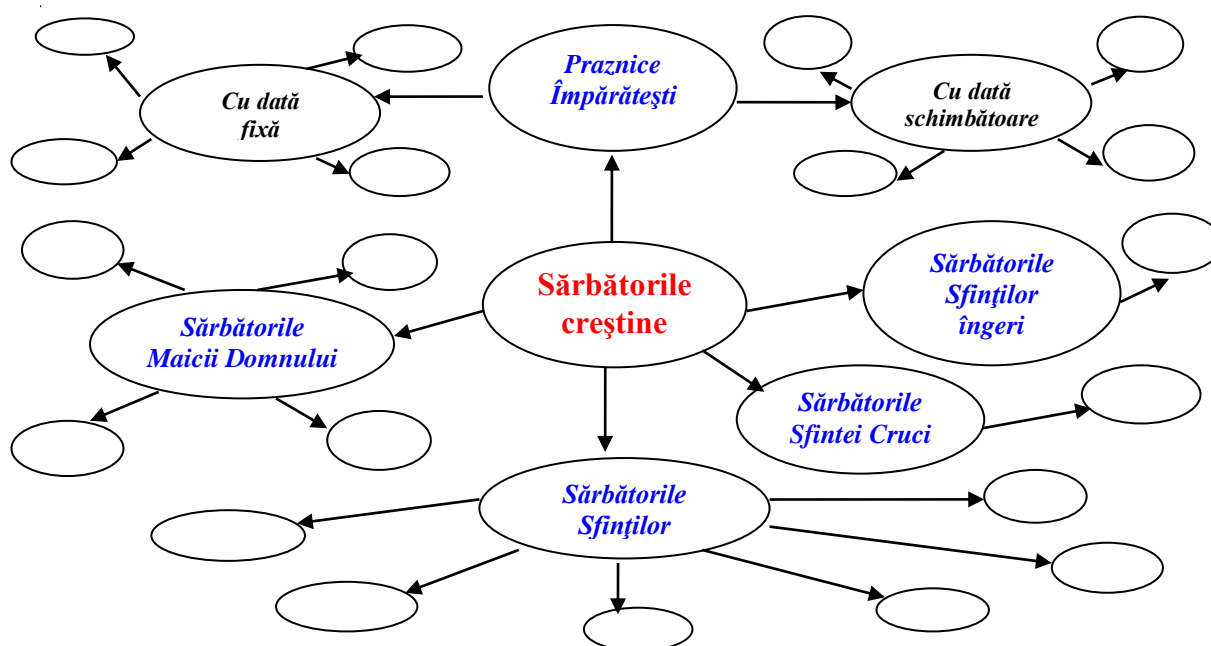 Praznice
Împărăteşti
Cu dată
fixă
Cu dată
schimbătoare
Sărbătorile
creştine
Sărbătorile
Sfinţilor
îngeri
Sărbătorile
Maicii Domnului
Sărbătorile
Sfintei Cruci
Sărbătorile
Sfinţilor